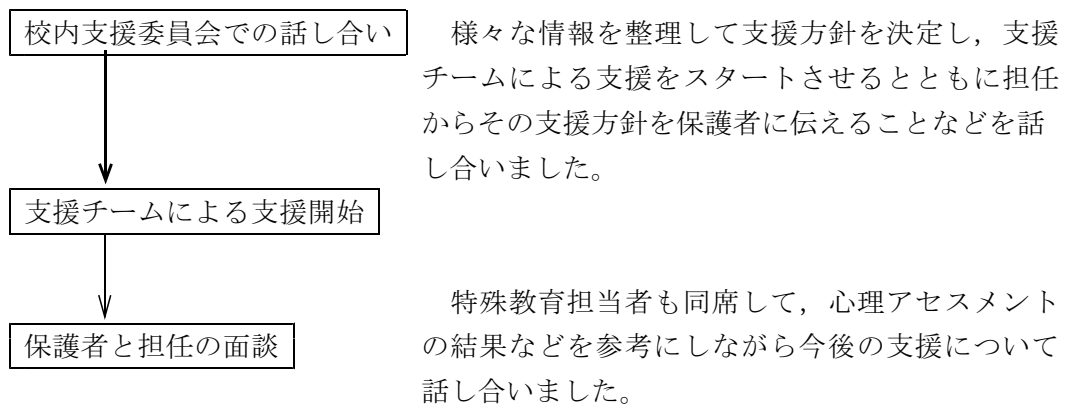 校内支援委員会での話し合い
様々な情報を整理して支援方針を決定し，支援
チームによる支援をスタートさせるとともに担任
からその支援方針を保護者に伝えることなどを話
し合いました。
支援チームによる支援開始
特殊教育担当者も同席して，心理アセスメント
保護者と担任の面談
の結果などを参考にしながら今後の支援について
話し合いました。